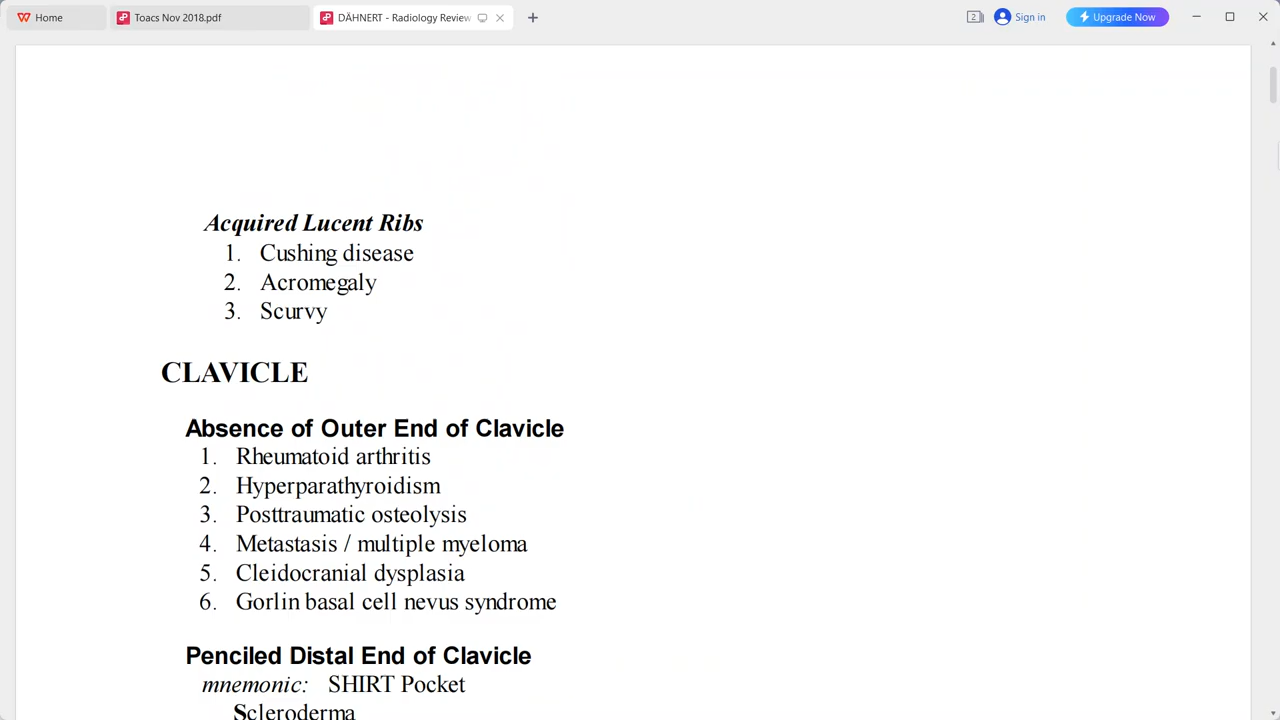 Home
Toacs Nov 2018.pdf
DÄHNERT - Radiology Review
2
Sign in
Upgrade Now
Acquired Lucent Ribs
1. Cushing disease
2. Acromegaly
3. Scurvy
CLAVICLE
Absence of Outer End of Clavicle
1. Rheumatoid arthritis
2. Hyperparathyroidism
3. Posttraumatic osteolysis
4. Metastasis / multiple myeloma
5. Cleidocranial dysplasia
6. Gorlin basal cell nevus syndrome
Penciled Distal End of Clavicle
mnemonic: SHIRT Pocket
Scleroderma